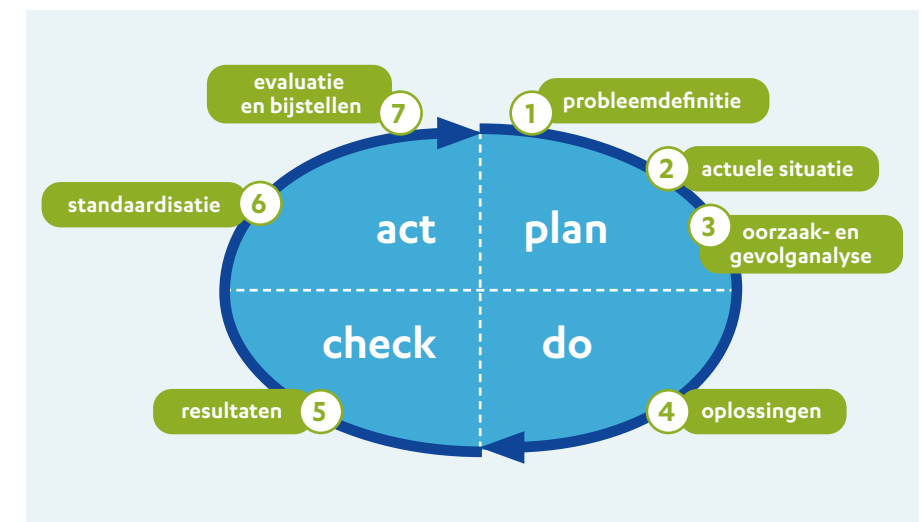 evaluatie
en bijstellen
7
1
probleemdefinitie
2
actuele situatie
standaardisatie
6
3
oorzaak- en
gevolganalyse
act
plan
check
do
resultaten
5
4
oplossingen